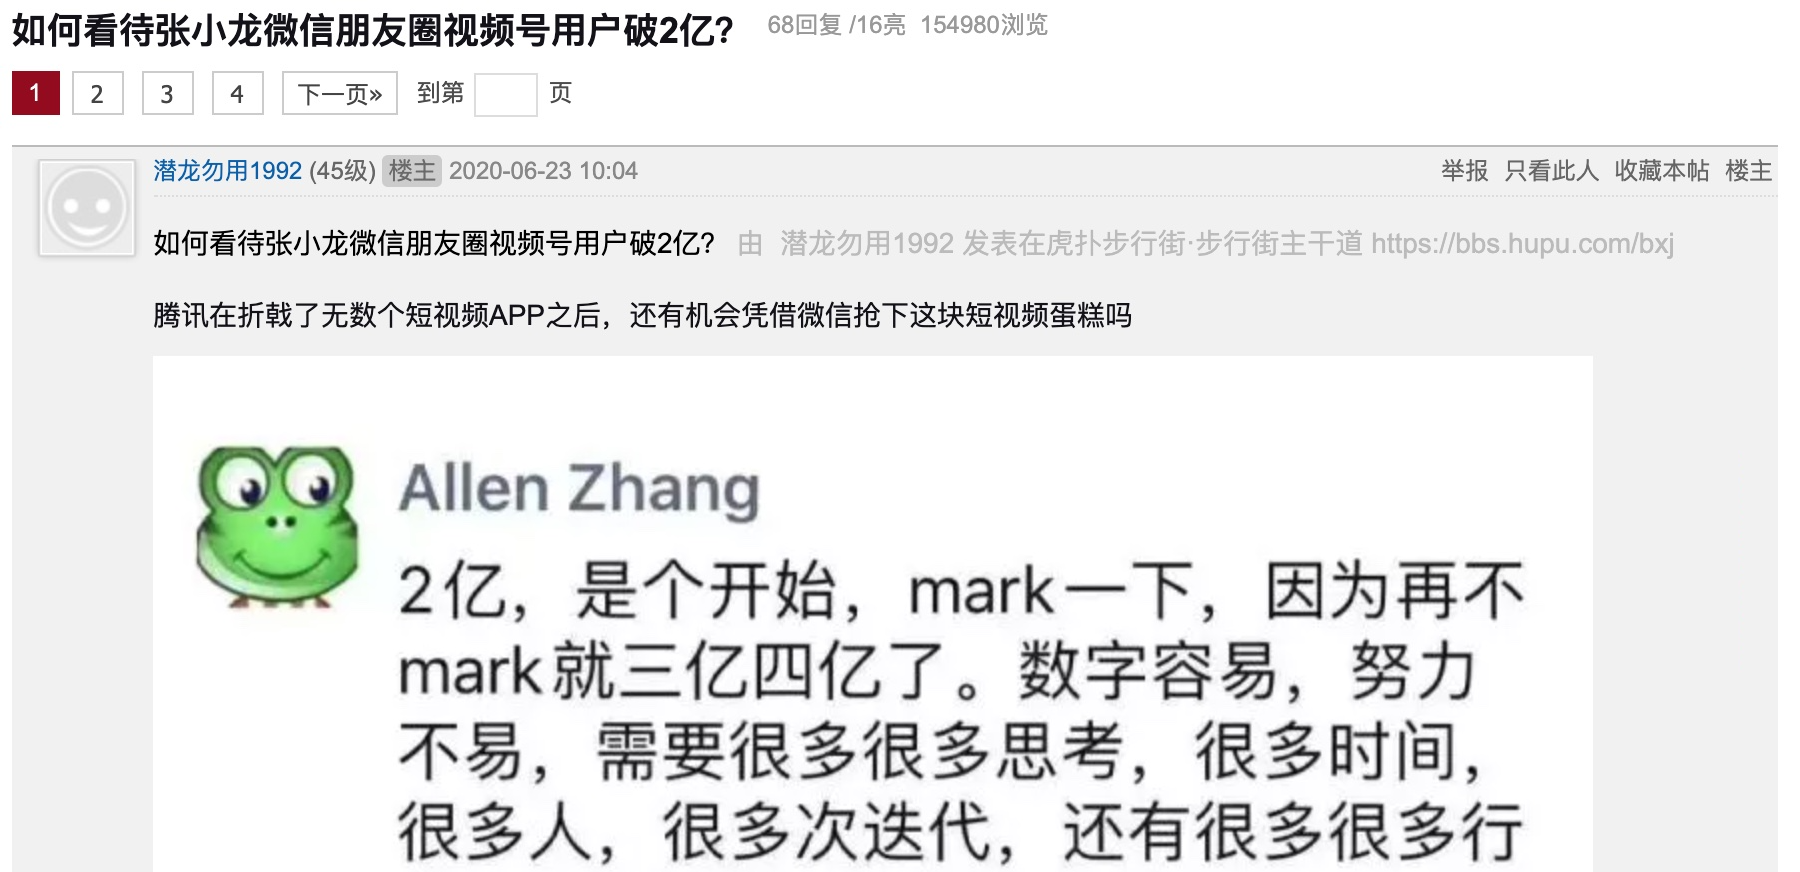 如何看待张小龙微信朋友圈视频号用户破2亿? 68回复 /16亮 154980浏览
1 2 3 4 下一页» 到第 页
潜龙勿用1992 (45级) 楼主 2020-06-23 10:04 举报 只看此人 收藏本帖 楼主
如何看待张小龙微信朋友圈视频号用户破2亿? 由 潜龙勿用1992 发表在虎扑步行街·步行街主干道 https://bbs.hupu.com/bxj
腾讯在折戟了无数个短视频APP之后，还有机会凭借微信抢下这块短视频蛋糕吗
Allen Zhang
2亿，是个开始，mark一下，因为再不
mark就三亿四亿了。数字容易，努力
不易，需要很多很多思考，很多时间，
很多人，很多次迭代，还有很多很多行